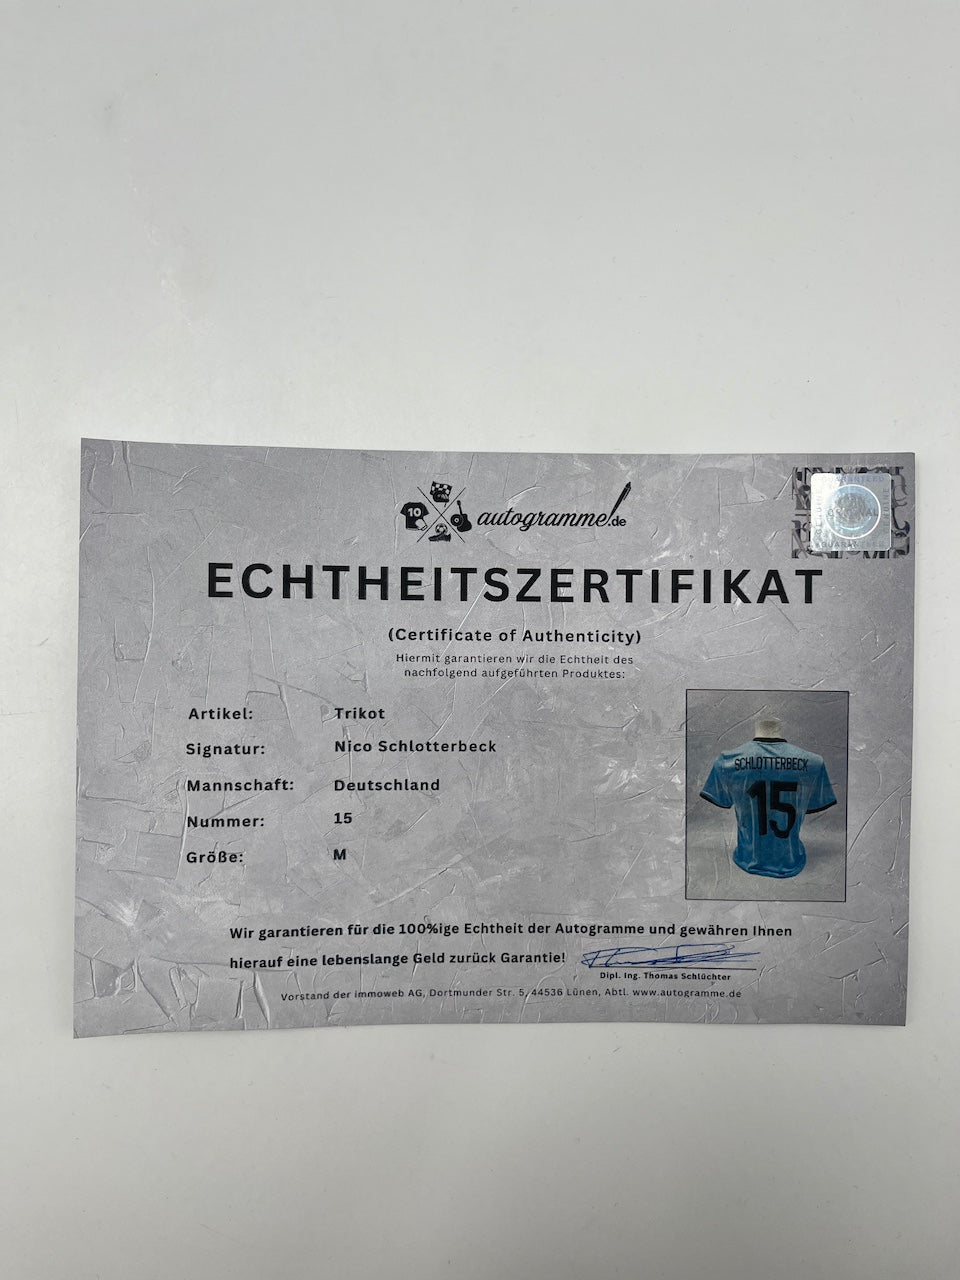 10
autogramme!.de
GUARANTEED
ORIGINAL
ECHTHEITSZERTIFIKAT
(Certificate of Authenticity)
Hiermit garantieren wir die Echtheit des
nachfolgend aufgeführten Produktes:
Artikel: Trikot
Signatur: Nico Schlotterbeck
Mannschaft: Deutschland
Nummer: 15
Größe: M
SCHLOTTERBECK
15
Wir garantieren für die 100%ige Echtheit der Autogramme und gewähren Ihnen
hierauf eine lebenslange Geld zurück Garantie!
Dipl. Ing. Thomas Schlüchter
Vorstand der immoweb AG, Dortmunder Str. 5, 44536 Lünen, Abtl. www.autogramme.de